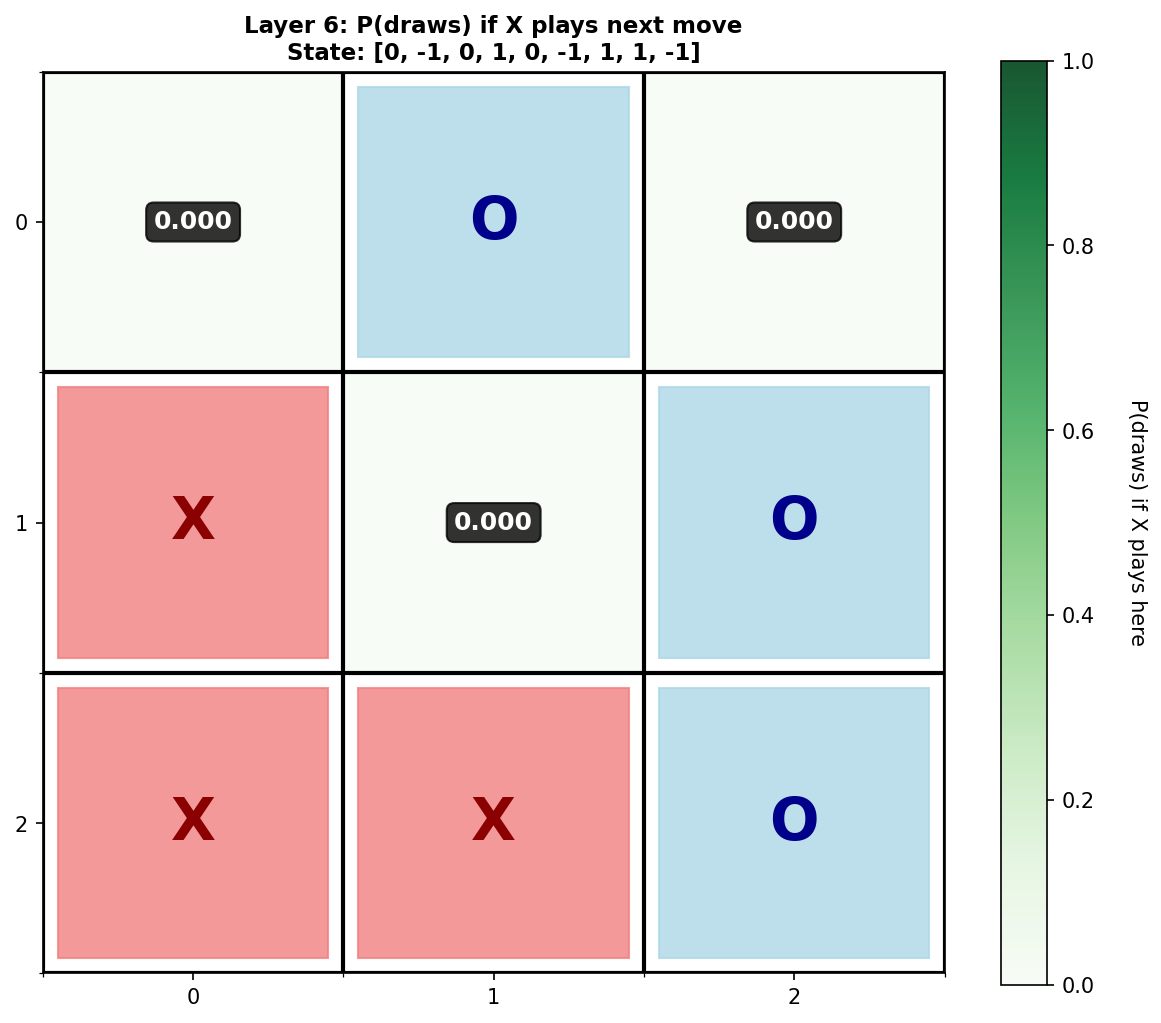 Layer 6: P(draws) if X plays next move
State: [0, -1, 0, 1, 0, -1, 1, 1, -1]
0.000
O
0.000
X
0.000
O
X
X
O
0
1
2
0
1
2
1.0
0.8
0.6
0.4
0.2
0.0
P(draws) if X plays here